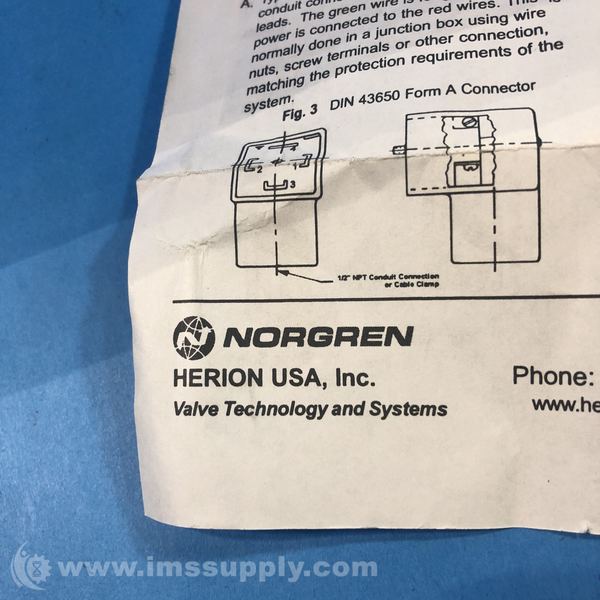 A. Typ
conduit conn
leads. The green wire is
power is connected to the red wires. This is
normally done in a junction box using wire
nuts, screw terminals or other connection,
matching the protection requirements of the
system.
Fig. 3 DIN 43650 Form A Connector
2 1
3
1/2" NPT Conduit Connection
or Cable Clamp
N NORGREN
HERION USA, Inc.
Phone:
Valve Technology and Systems
www.he
www.imssupply.com